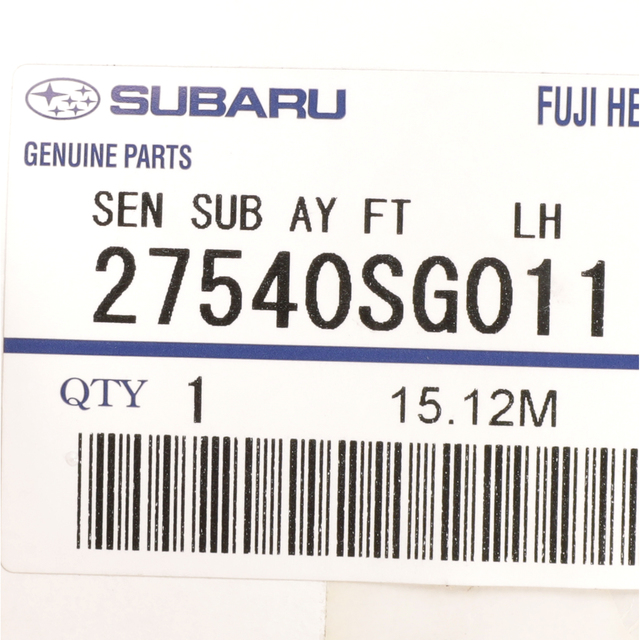 SUBARU FUJI HE
GENUINE PARTS
SEN SUB AY FT LH
27540SG011
QTY 1 15.12M